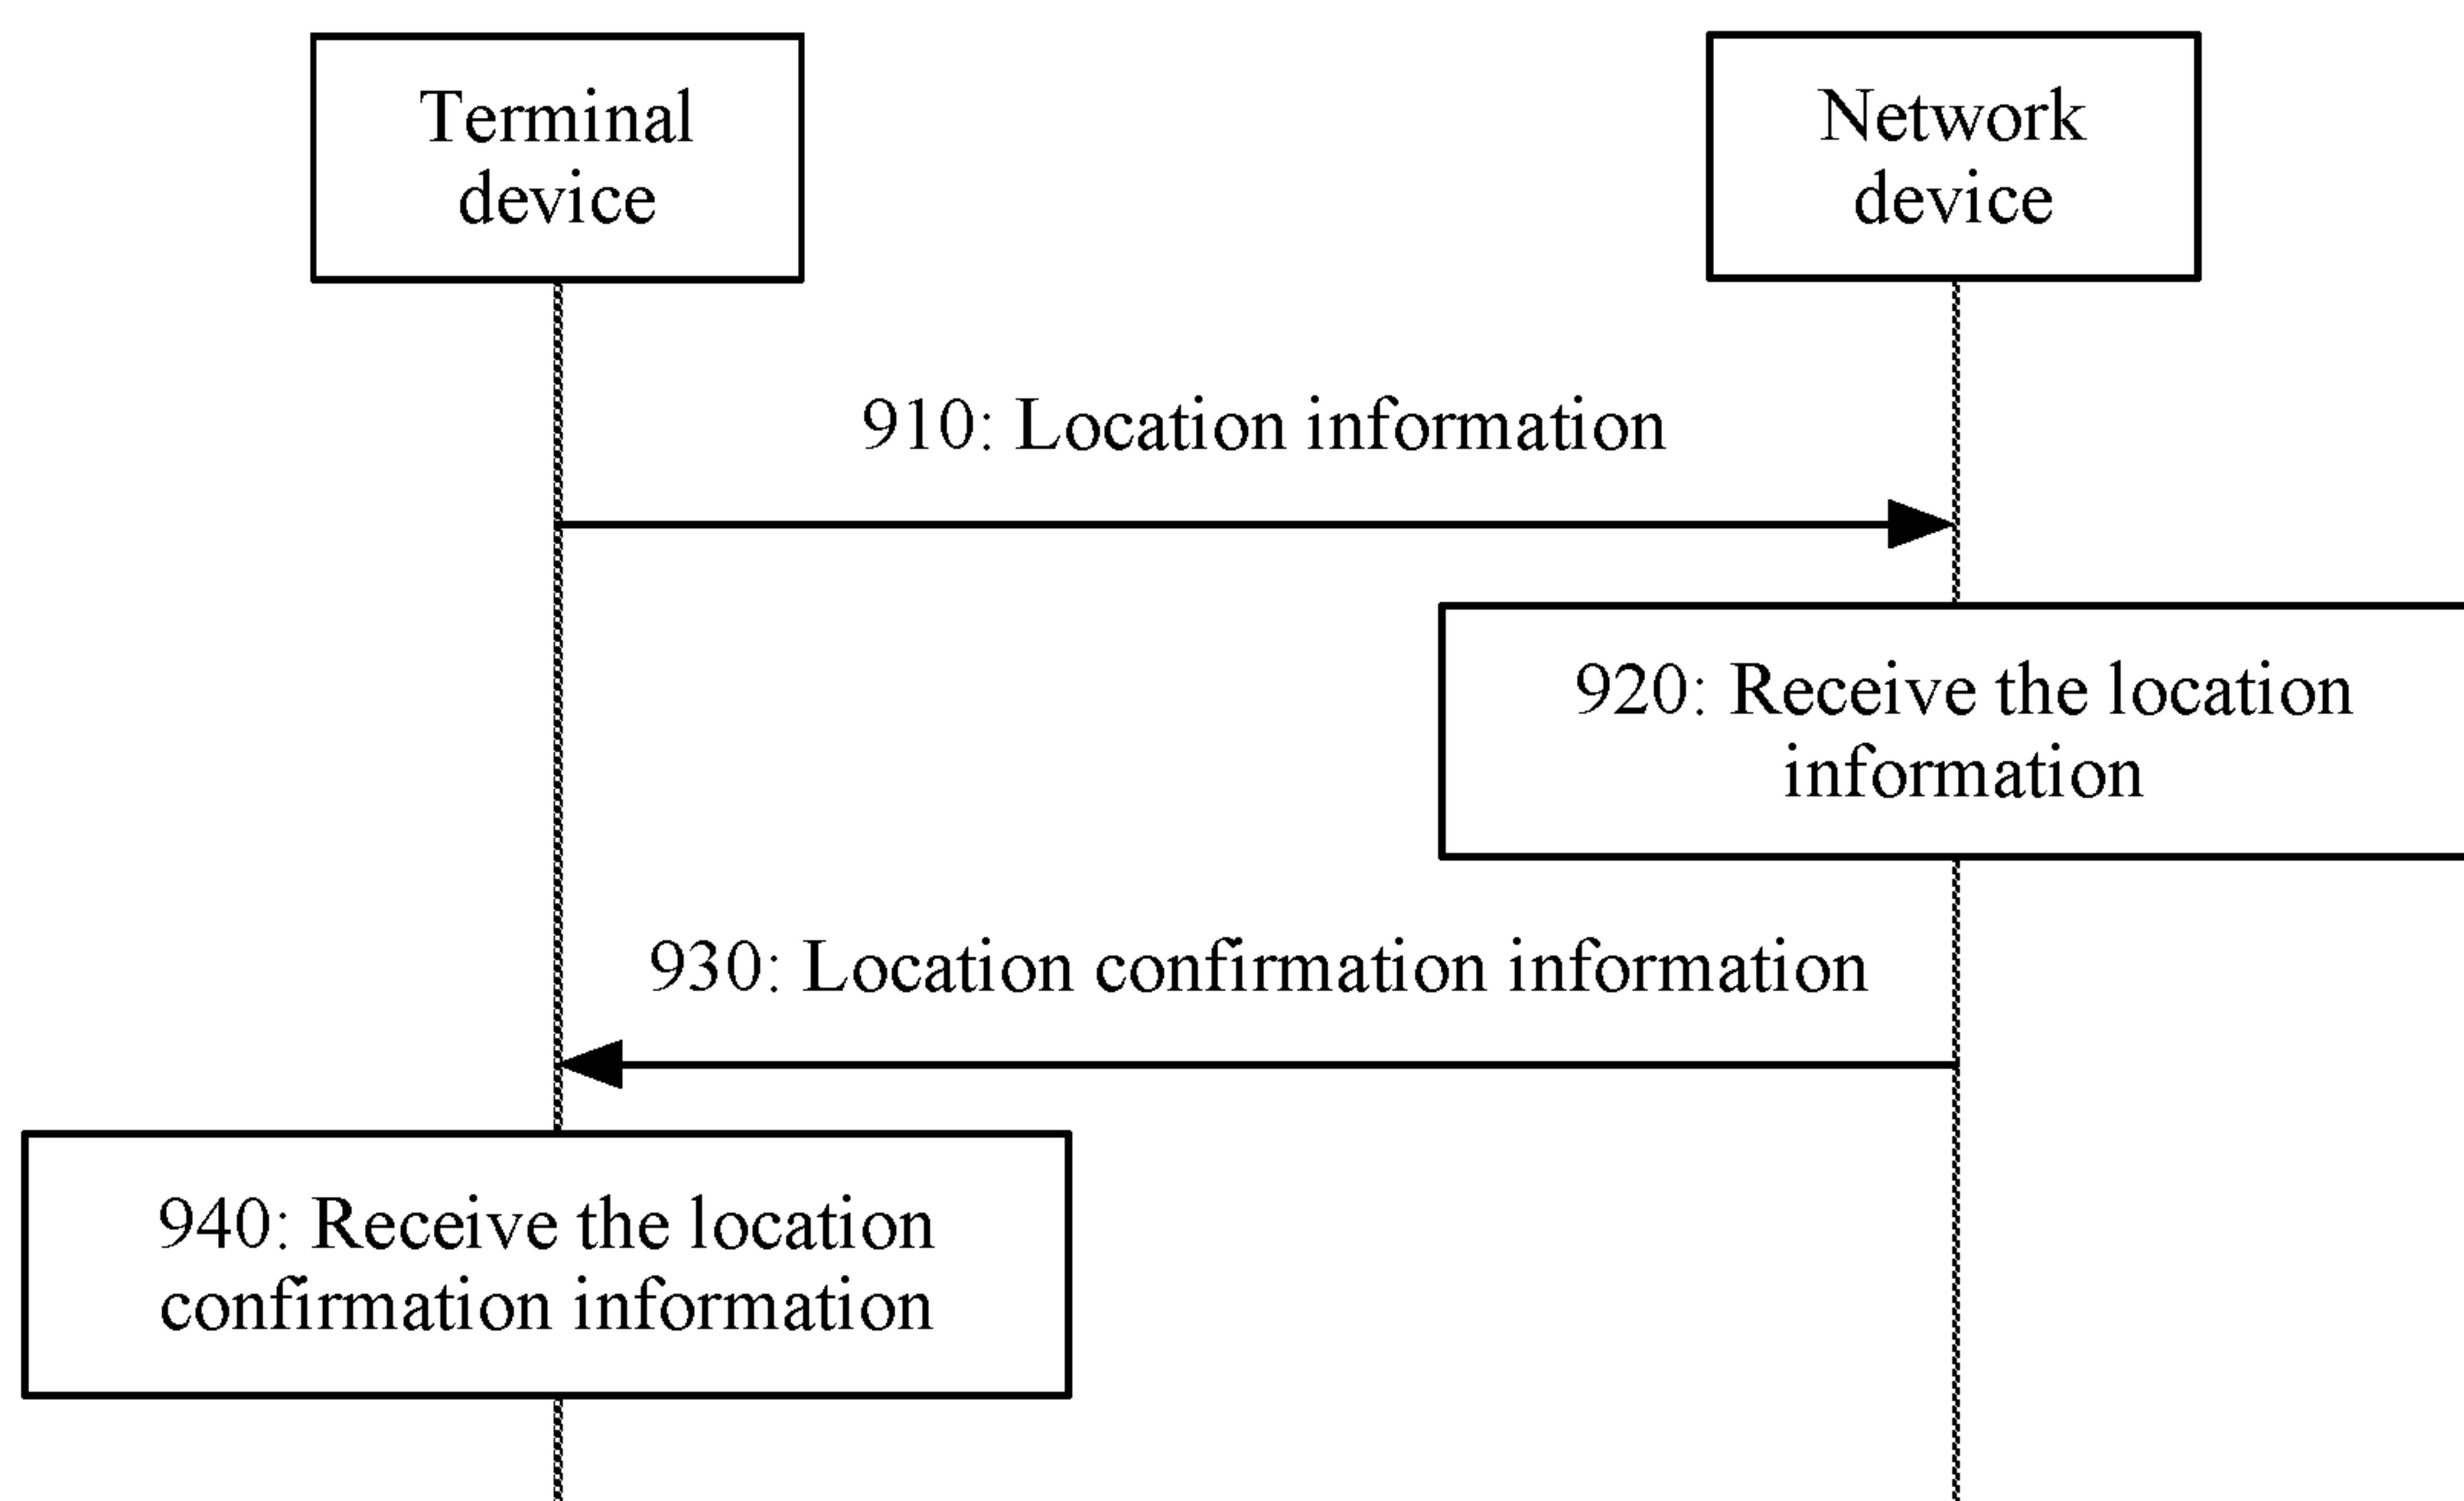 Terminal
device
Network
device
910: Location information
920: Receive the location
information
930: Location confirmation information
940: Receive the location
confirmation information